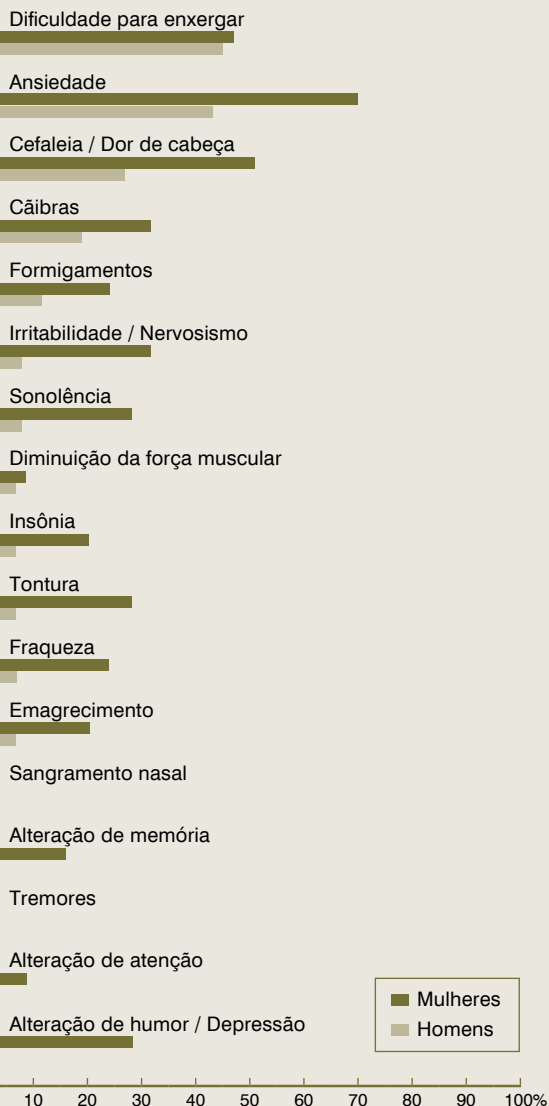 Dificuldade para enxergar
Ansiedade
Cefaleia / Dor de cabeça
Cãibras
Formigamentos
Irritabilidade / Nervosismo
Sonolência
Diminuição da força muscular
Insônia
Tontura
Fraqueza
Emagrecimento
Sangramento nasal
Alteração de memória
Tremores
Alteração de atenção
Mulheres
Homens
Alteração de humor / Depressão
10 20 30 40 50 60 70 80 90 100%